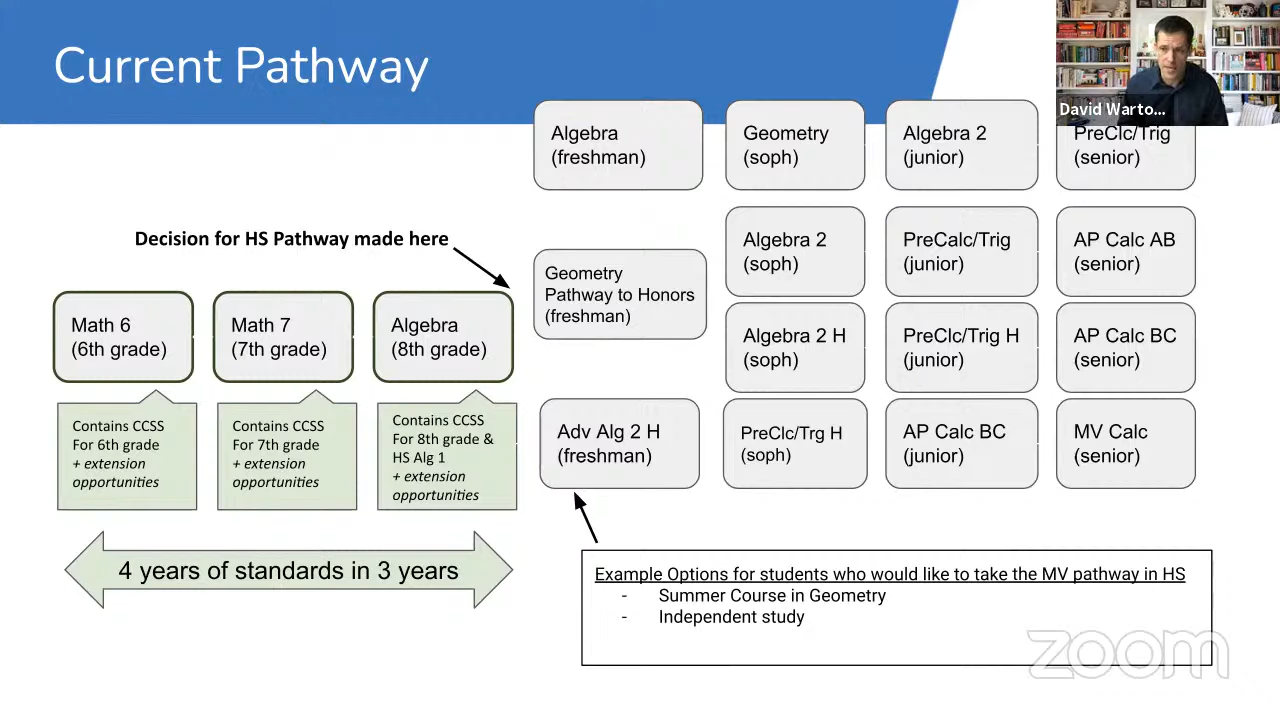 Current Pathway
David Warto...
Algebra
(freshman)
Geometry
(soph)
Algebra 2
(junior)
PreClc/Trig
(senior)
Decision for HS Pathway made here
Geometry
Pathway to Honors
(freshman)
Algebra 2
(soph)
PreCalc/Trig
(junior)
AP Calc AB
(senior)
Math 6
(6th grade)
Math 7
(7th grade)
Algebra
(8th grade)
Algebra 2 H
(soph)
PreClc/Trig H
(junior)
AP Calc BC
(senior)
Contains CCSS
For 6th grade
+ extension
opportunities
Contains CCSS
For 7th grade
+ extension
opportunities
Contains CCSS
For 8th grade &
HS Alg 1
+ extension
opportunities
Adv Alg 2 H
(freshman)
PreClc/Trg H
(soph)
AP Calc BC
(junior)
MV Calc
(senior)
4 years of standards in 3 years
Example Options for students who would like to take the MV pathway in HS
- Summer Course in Geometry
- Independent study
zoom